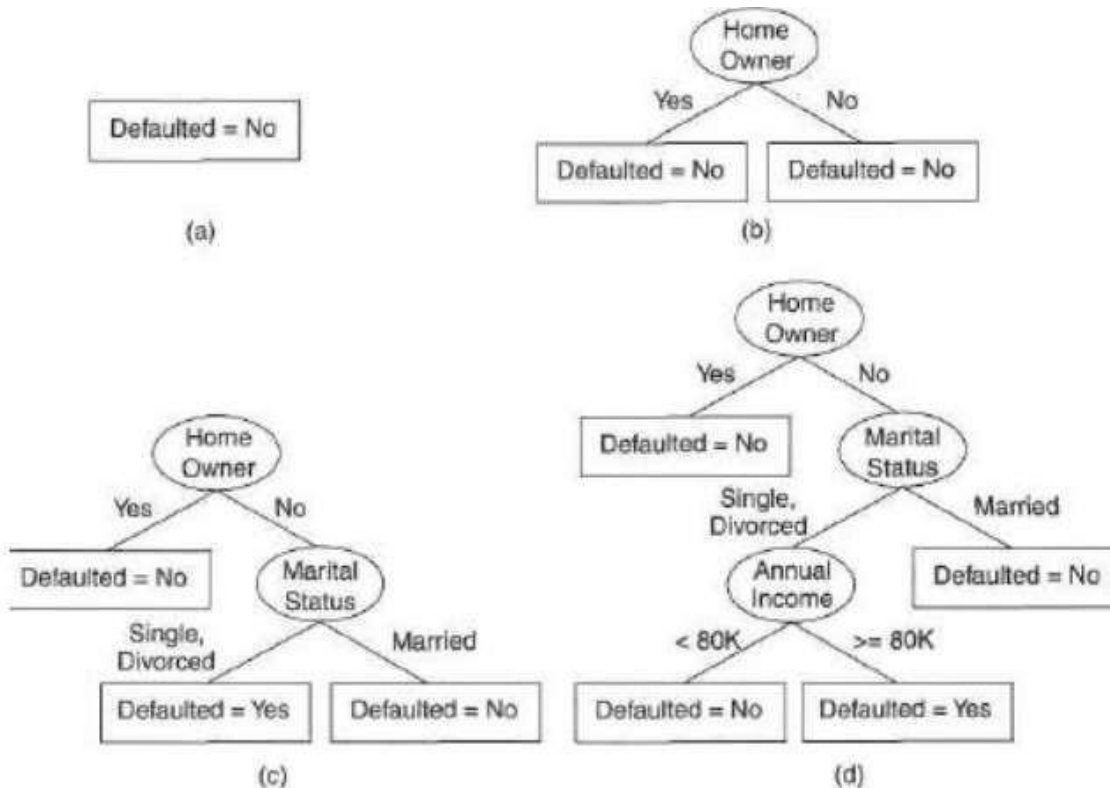 Defaulted = No
(a)
Home
Owner
Yes
No
Defaulted = No
Defaulted = No
(b)
Home
Owner
Yes
No
Defaulted = No
Marital
Status
Single,
Divorced
Married
Defaulted = Yes
Defaulted = No
(c)
Home
Owner
Yes
No
Defaulted = No
Marital
Status
Single,
Divorced
Married
Annual
Income
Defaulted = No
< 80K
>= 80K
Defaulted = No
Defaulted = Yes
(d)